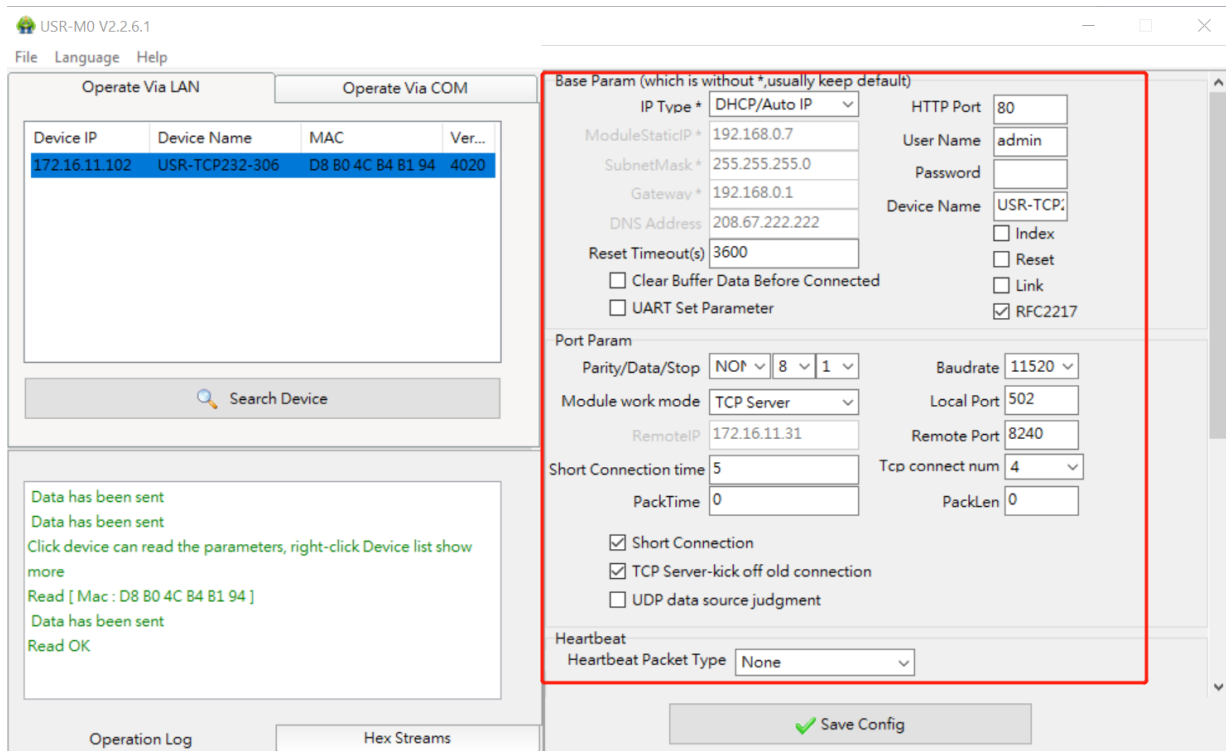 USR-M0 V2.2.6.1
File Language Help
Operate Via LAN
Operate Via COM
Device IP Device Name MAC Ver...
172.16.11.102 USR-TCP232-306 D8 B0 4C B4 B1 94 4020
Search Device
Data has been sent
Data has been sent
Click device can read the parameters, right-click Device list show
more
Read [ Mac : D8 B0 4C B4 B1 94 ]
Data has been sent
Read OK
Operation Log
Hex Streams
Base Param (which is without *,usually keep default)
IP Type * DHCP/Auto IP
HTTP Port 80
ModuleStaticIP * 192.168.0.7
User Name admin
SubnetMask * 255.255.255.0
Password
Gateway * 192.168.0.1
Device Name USR-TCP2
DNS Address 208.67.222.222
Index
Reset Timeout(s) 3600
Reset
Clear Buffer Data Before Connected
Link
UART Set Parameter
RFC2217
Port Param
Parity/Data/Stop NON 8 1
Baudrate 11520
Module work mode TCP Server
Local Port 502
RemoteIP 172.16.11.31
Remote Port 8240
Short Connection time 5
Tcp connect num 4
PackTime 0
PackLen 0
Short Connection
TCP Server-kick off old connection
UDP data source judgment
Heartbeat
Heartbeat Packet Type None
Save Config